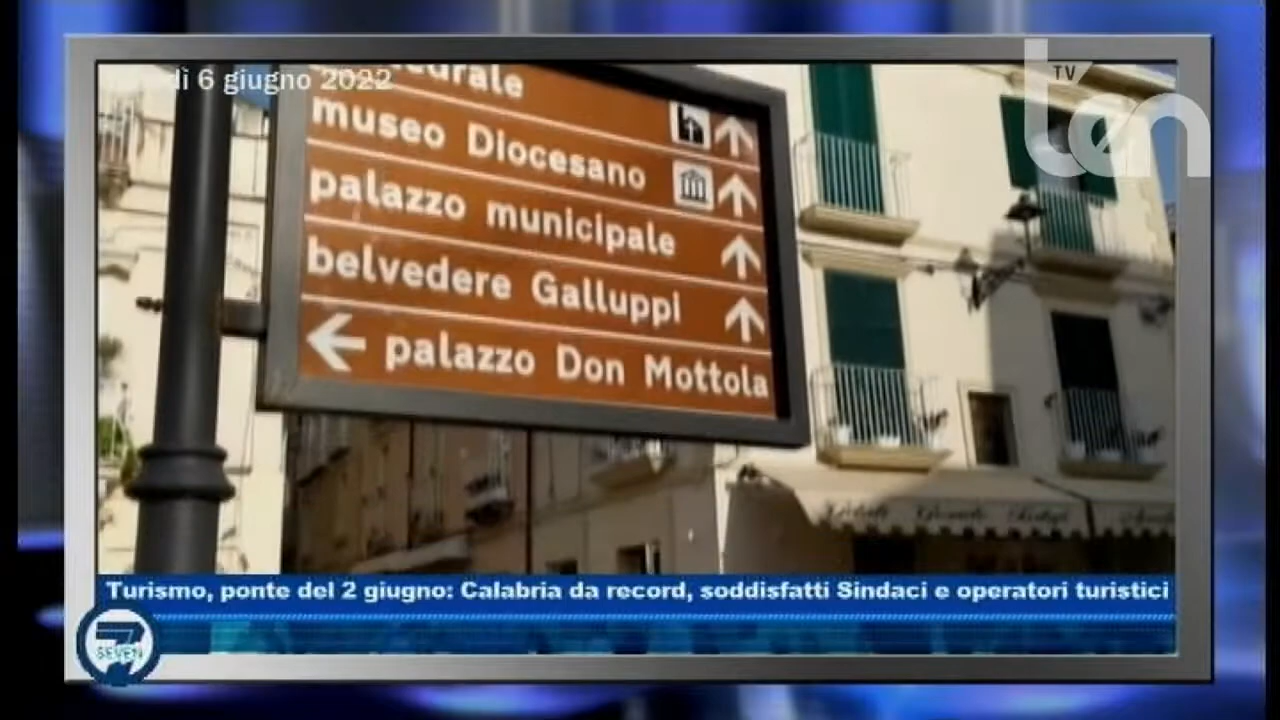 6 giugno 2022
TV
ten
museo Diocesano
palazzo municipale
belvedere Galluppi
palazzo Don Mottola
Turismo, ponte del 2 giugno: Calabria da record, soddisfatti Sindaci e operatori turistici
7
SEVEN